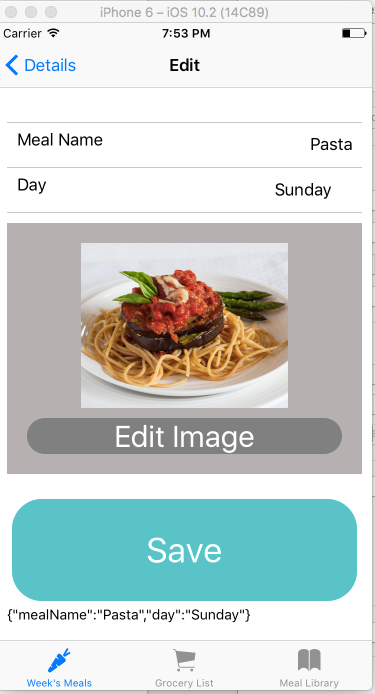 iPhone 6 – iOS 10.2 (14C89)
Carrier 7:53 PM
Details Edit
Meal Name Pasta
Day Sunday
Edit Image
Save
{"mealName":"Pasta","day":"Sunday"}
Week's Meals Grocery List Meal Library